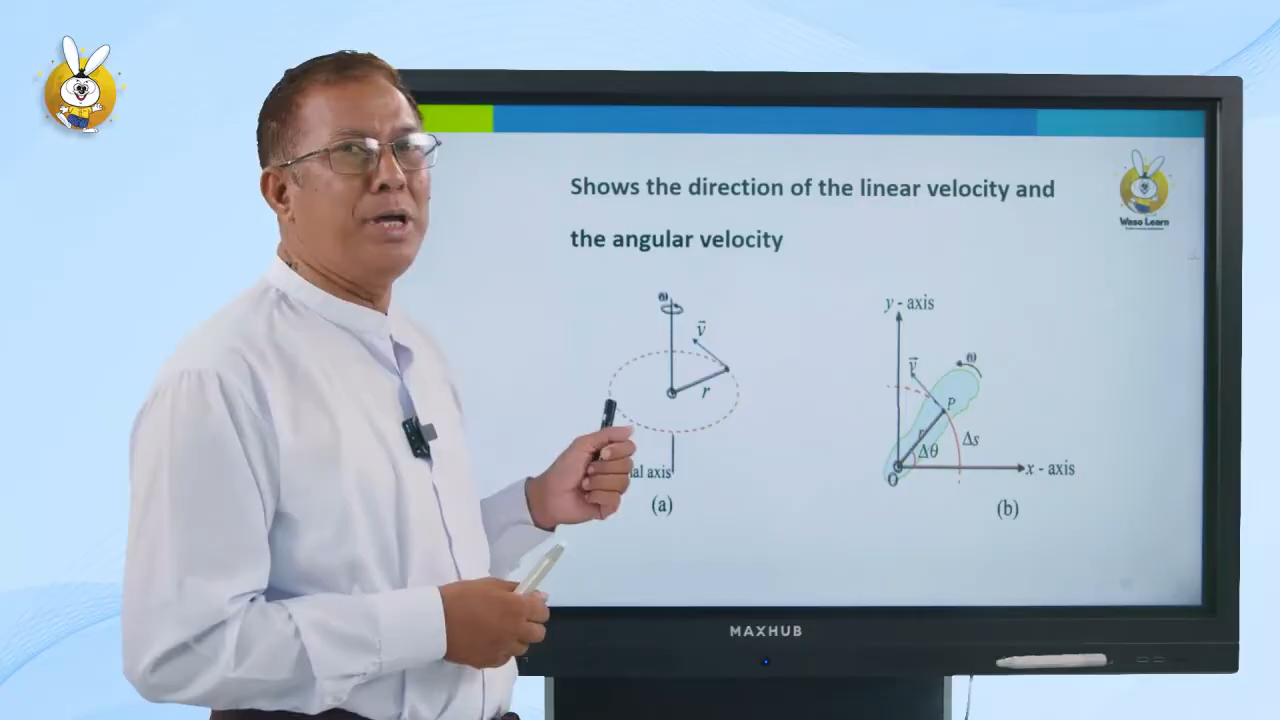 Shows the direction of the linear velocity and
the angular velocity
Waso Learn
ω
v⃗
r
al axis
(a)
y - axis
ω
v⃗
P
r
Δs
Δθ
x - axis
O
(b)
MAXHUB